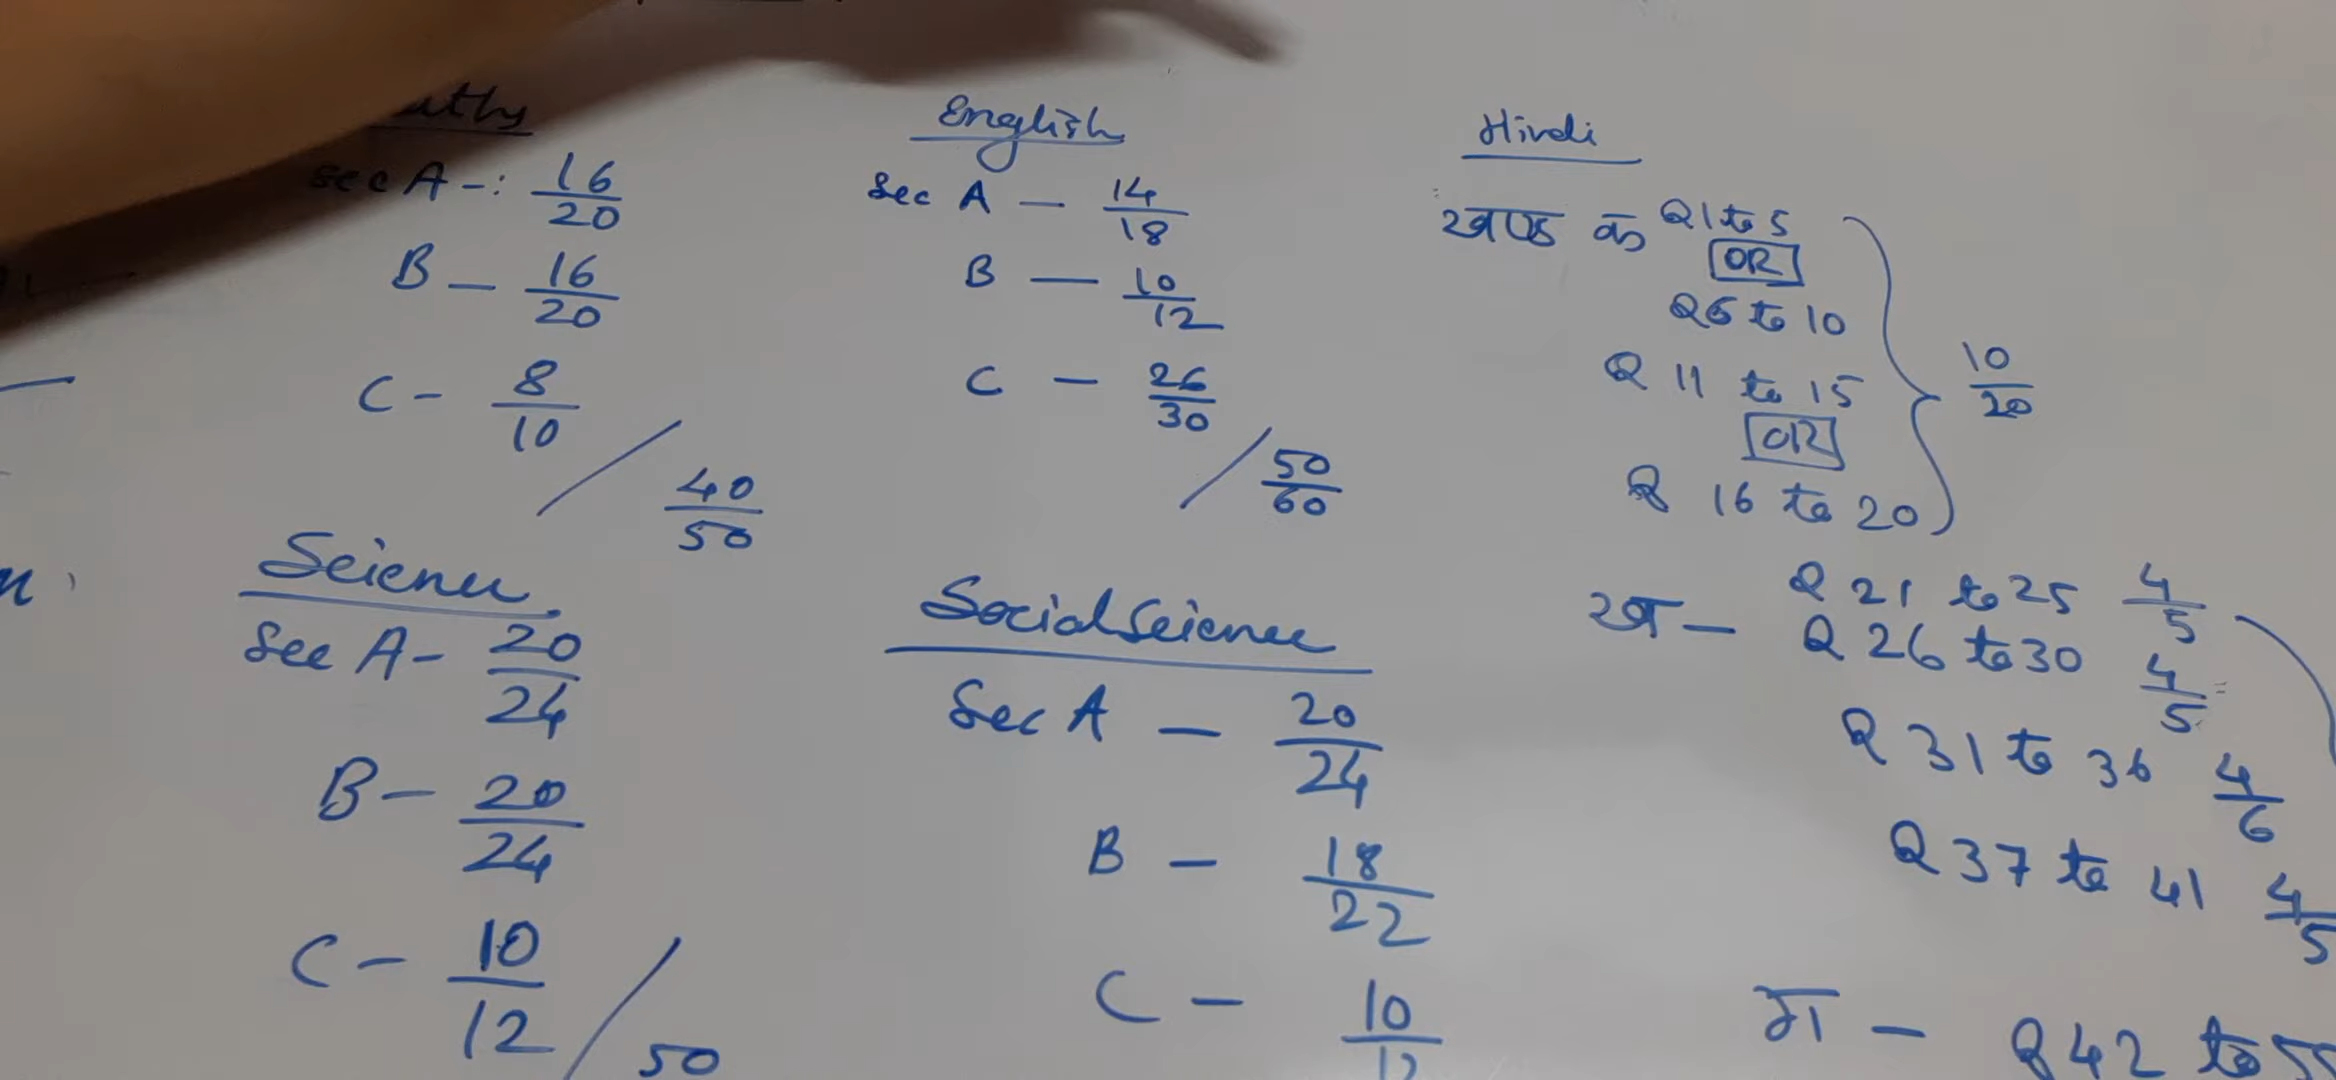 sec A -: 16/20
B - 16/20
C - 8/10
40/50
English
Sec A - 14/18
B - 10/12
C - 26/30
50/60
Hindi
खण्ड क Q1 to 5
OR
Q6 to 10
Q 11 to 15
OR
Q 16 to 20
10/20
ख - Q 21 to 25 4/5
Q 26 to 30 4/5
Q 31 to 36 4/6
Q 37 to 41 4/5
ग - Q 42 to
Science
Sec A - 20/24
B - 20/24
C - 10/12
50
Social Science
Sec A - 20/24
B - 18/22
C - 10/12